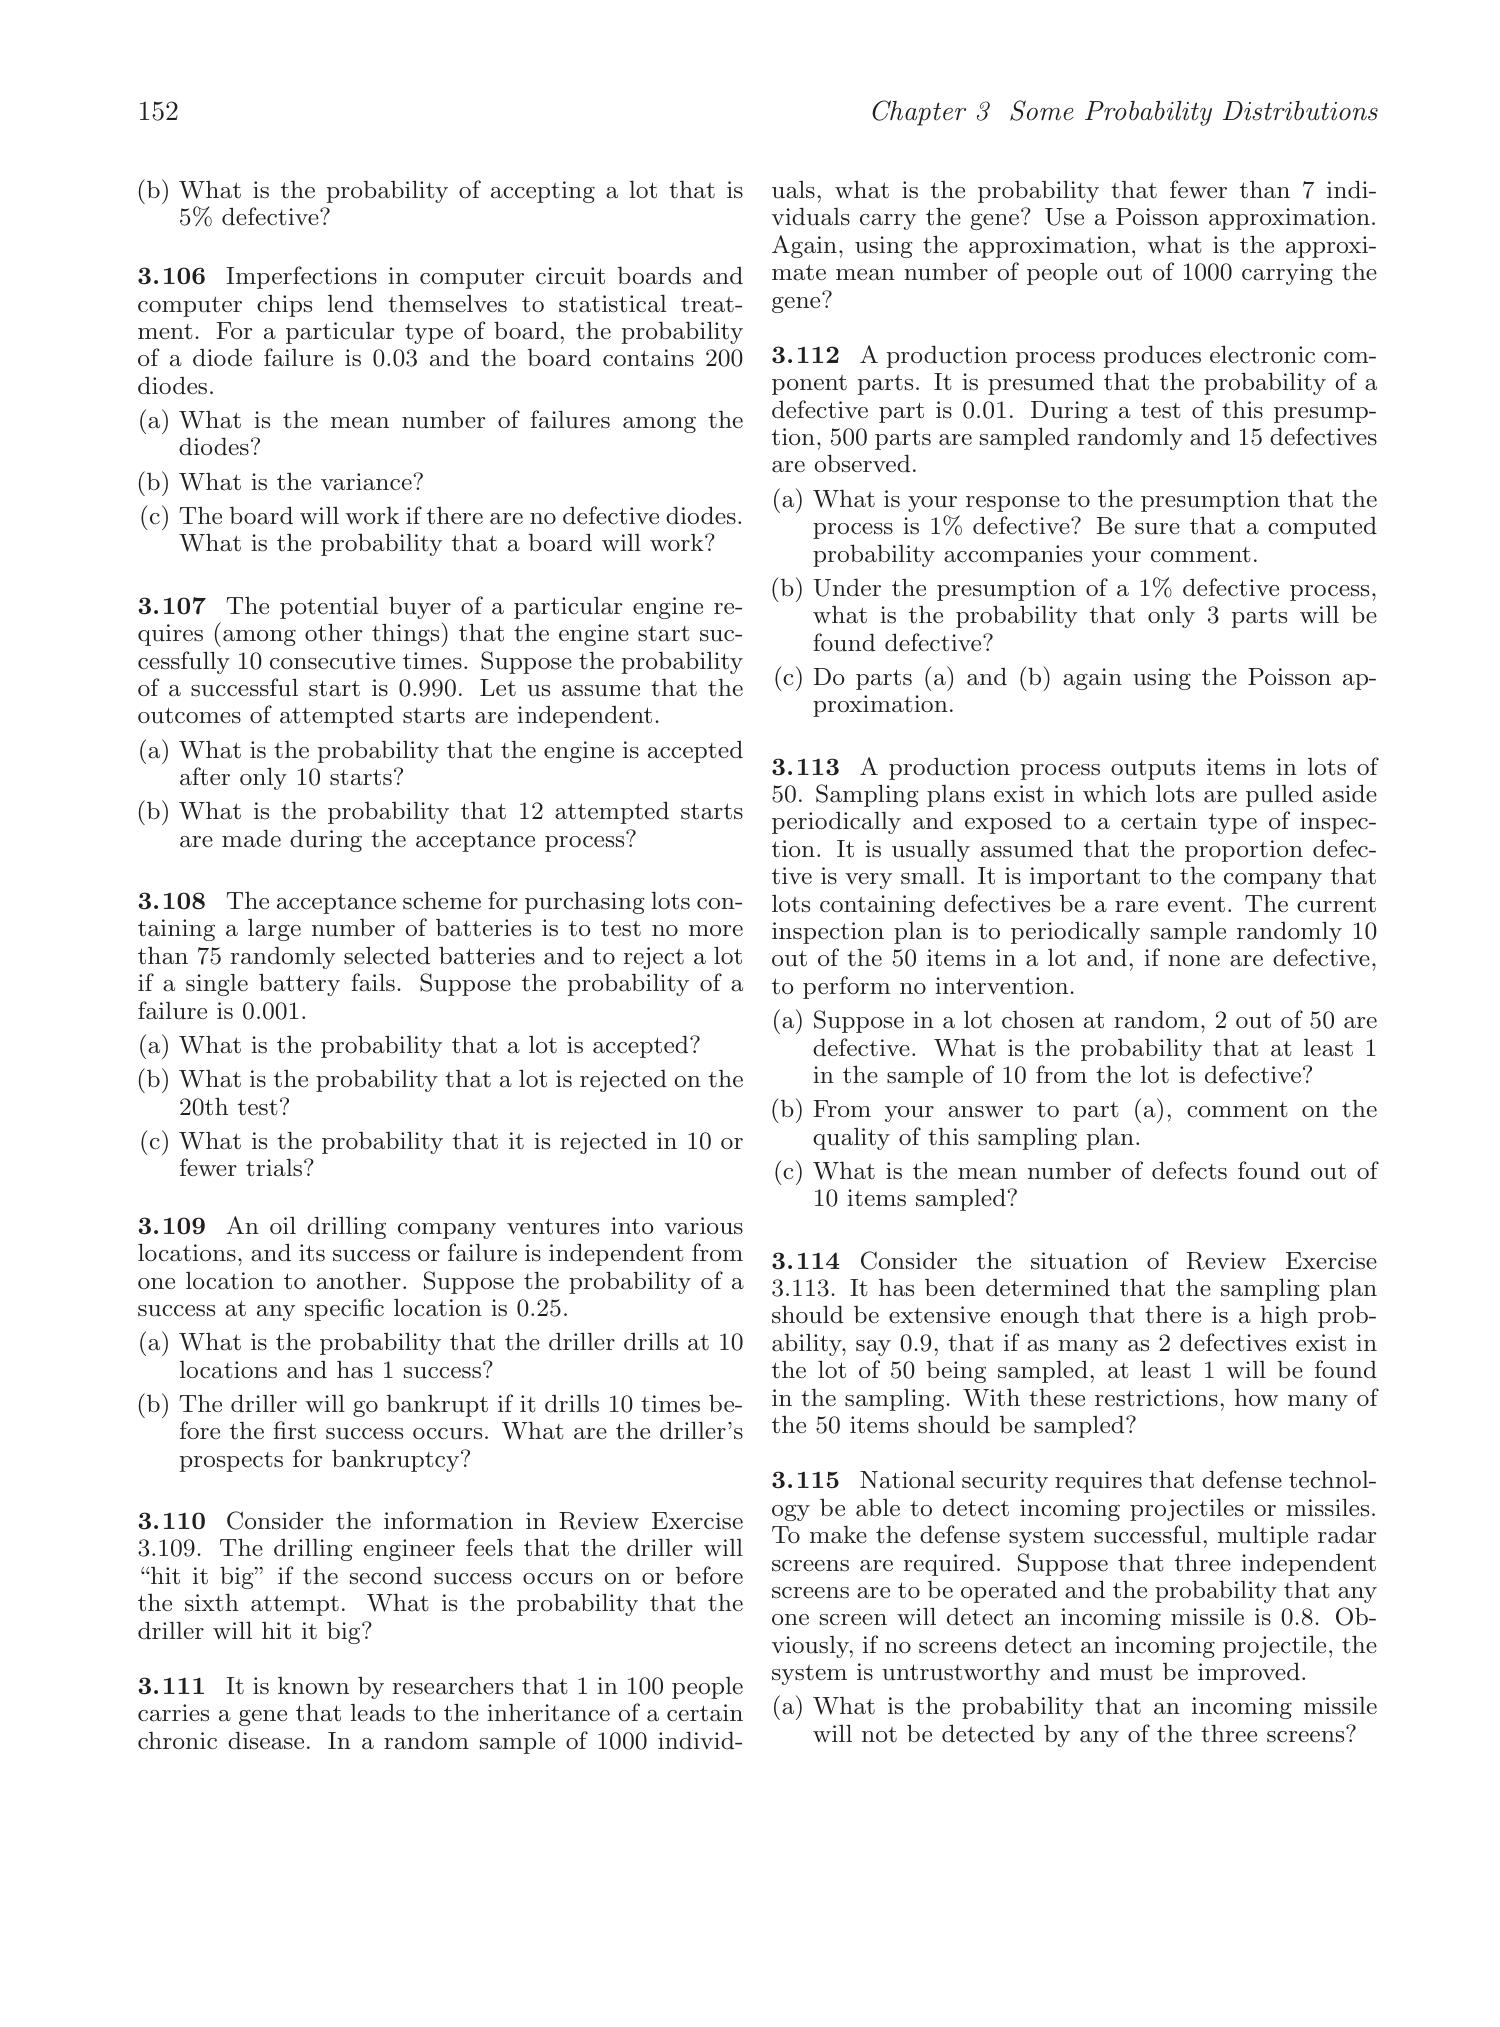 152
Chapter 3 Some Probability Distributions
(b) What is the probability of accepting a lot that is
5% defective?
3.106 Imperfections in computer circuit boards and
computer chips lend themselves to statistical treat-
ment. For a particular type of board, the probability
of a diode failure is 0.03 and the board contains 200
diodes.
(a) What is the mean number of failures among the
diodes?
(b) What is the variance?
(c) The board will work if there are no defective diodes.
What is the probability that a board will work?
3.107 The potential buyer of a particular engine re-
quires (among other things) that the engine start suc-
cessfully 10 consecutive times. Suppose the probability
of a successful start is 0.990. Let us assume that the
outcomes of attempted starts are independent.
(a) What is the probability that the engine is accepted
after only 10 starts?
(b) What is the probability that 12 attempted starts
are made during the acceptance process?
3.108 The acceptance scheme for purchasing lots con-
taining a large number of batteries is to test no more
than 75 randomly selected batteries and to reject a lot
if a single battery fails. Suppose the probability of a
failure is 0.001.
(a) What is the probability that a lot is accepted?
(b) What is the probability that a lot is rejected on the
20th test?
(c) What is the probability that it is rejected in 10 or
fewer trials?
3.109 An oil drilling company ventures into various
locations, and its success or failure is independent from
one location to another. Suppose the probability of a
success at any specific location is 0.25.
(a) What is the probability that the driller drills at 10
locations and has 1 success?
(b) The driller will go bankrupt if it drills 10 times be-
fore the first success occurs. What are the driller's
prospects for bankruptcy?
3.110 Consider the information in Review Exercise
3.109. The drilling engineer feels that the driller will
“hit it big” if the second success occurs on or before
the sixth attempt. What is the probability that the
driller will hit it big?
3.111 It is known by researchers that 1 in 100 people
carries a gene that leads to the inheritance of a certain
chronic disease. In a random sample of 1000 individ-
uals, what is the probability that fewer than 7 indi-
viduals carry the gene? Use a Poisson approximation.
Again, using the approximation, what is the approxi-
mate mean number of people out of 1000 carrying the
gene?
3.112 A production process produces electronic com-
ponent parts. It is presumed that the probability of a
defective part is 0.01. During a test of this presump-
tion, 500 parts are sampled randomly and 15 defectives
are observed.
(a) What is your response to the presumption that the
process is 1% defective? Be sure that a computed
probability accompanies your comment.
(b) Under the presumption of a 1% defective process,
what is the probability that only 3 parts will be
found defective?
(c) Do parts (a) and (b) again using the Poisson ap-
proximation.
3.113 A production process outputs items in lots of
50. Sampling plans exist in which lots are pulled aside
periodically and exposed to a certain type of inspec-
tion. It is usually assumed that the proportion defec-
tive is very small. It is important to the company that
lots containing defectives be a rare event. The current
inspection plan is to periodically sample randomly 10
out of the 50 items in a lot and, if none are defective,
to perform no intervention.
(a) Suppose in a lot chosen at random, 2 out of 50 are
defective. What is the probability that at least 1
in the sample of 10 from the lot is defective?
(b) From your answer to part (a), comment on the
quality of this sampling plan.
(c) What is the mean number of defects found out of
10 items sampled?
3.114 Consider the situation of Review Exercise
3.113. It has been determined that the sampling plan
should be extensive enough that there is a high prob-
ability, say 0.9, that if as many as 2 defectives exist in
the lot of 50 being sampled, at least 1 will be found
in the sampling. With these restrictions, how many of
the 50 items should be sampled?
3.115 National security requires that defense technol-
ogy be able to detect incoming projectiles or missiles.
To make the defense system successful, multiple radar
screens are required. Suppose that three independent
screens are to be operated and the probability that any
one screen will detect an incoming missile is 0.8. Ob-
viously, if no screens detect an incoming projectile, the
system is untrustworthy and must be improved.
(a) What is the probability that an incoming missile
will not be detected by any of the three screens?